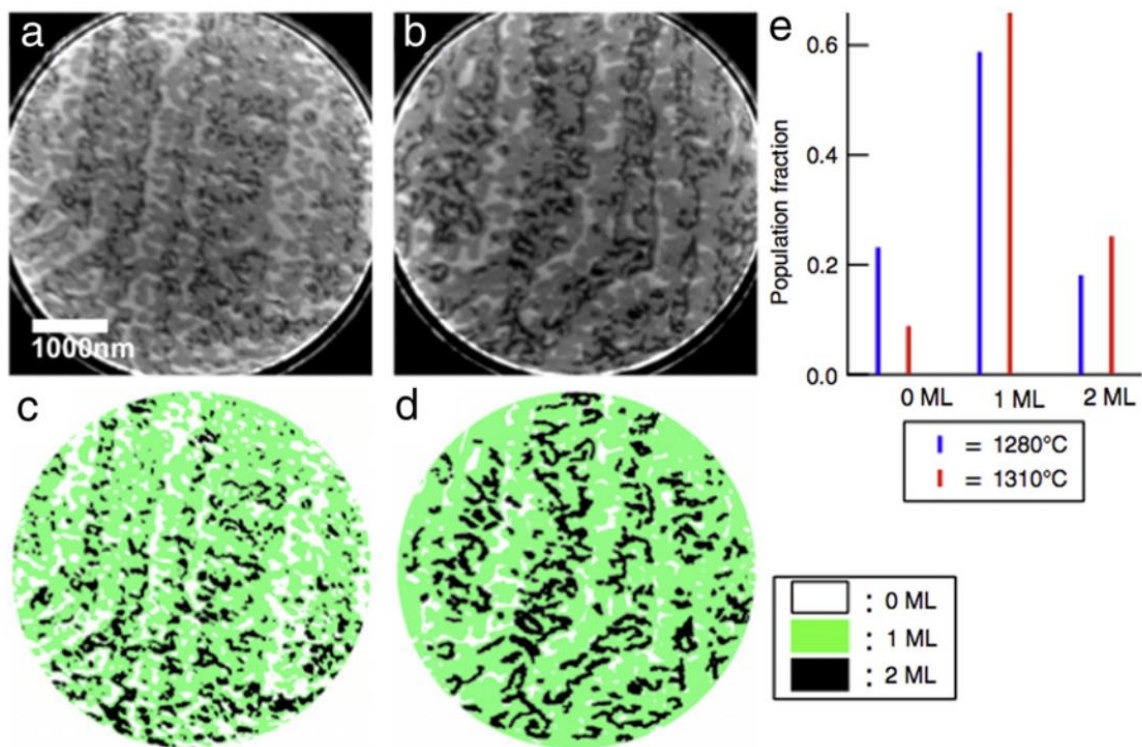 a
b
e
1000nm
c
d
Population fraction
0.6
0.4
0.2
0.0
0 ML
1 ML
2 ML
= 1280°C
= 1310°C
: 0 ML
: 1 ML
: 2 ML